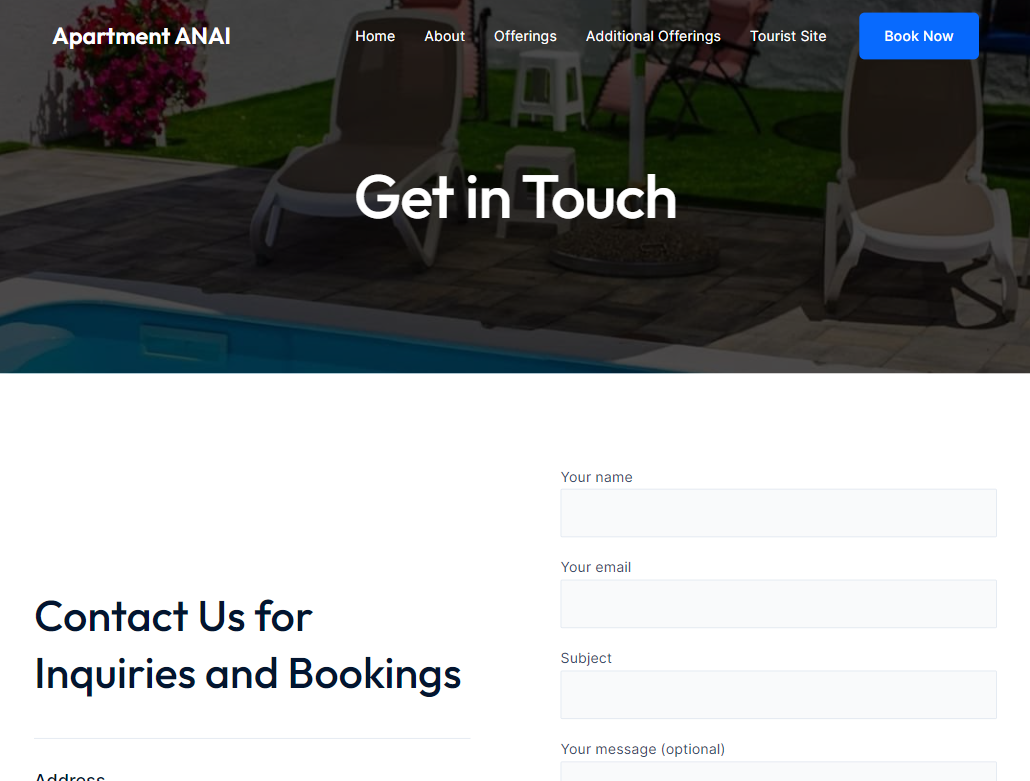 Apartment ANAI
Home
About
Offerings
Additional Offerings
Tourist Site
Book Now
Get in Touch
Contact Us for
Inquiries and Bookings
Address
Your name
Your email
Subject
Your message (optional)